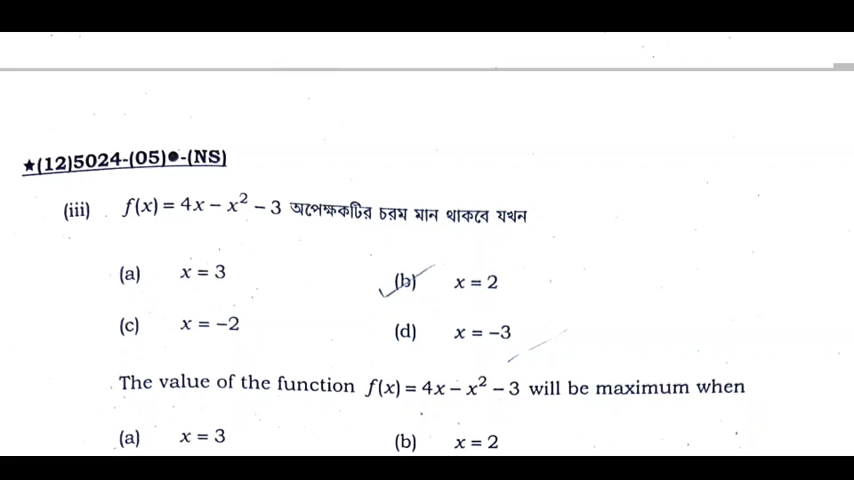 ★(12)5024-(05)●-(NS)
(iii) f(x) = 4x − x² − 3 অপেক্ষকটির চরম মান থাকবে যখন
(a) x = 3 (b) x = 2
(c) x = −2 (d) x = −3
The value of the function f(x) = 4x − x² − 3 will be maximum when
(a) x = 3 (b) x = 2